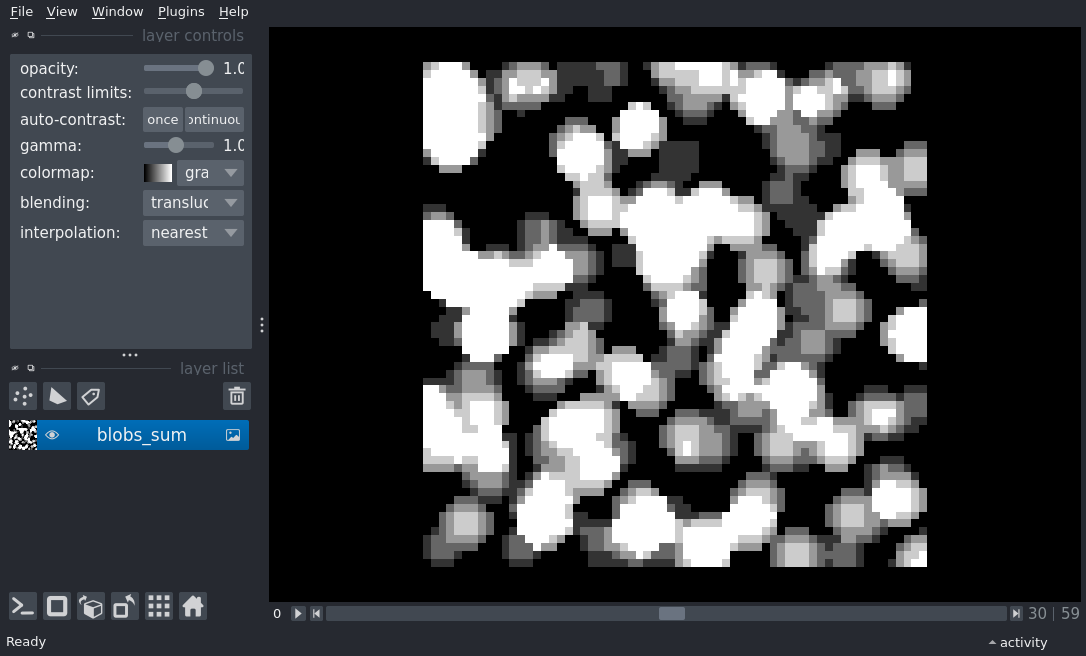 File View Window Plugins Help
layer controls
opacity: 1.0
contrast limits:
auto-contrast: once ontinuou
gamma: 1.0
colormap: gra
blending: transluc
interpolation: nearest
layer list
blobs_sum
0 30 | 59
Ready activity